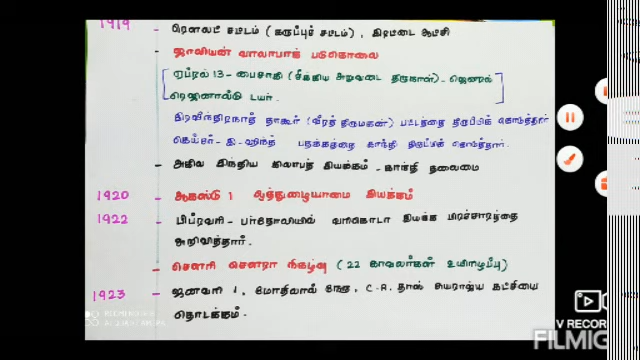 1919
- ரௌலட் சட்டம் (கருப்புச் சட்டம்), இரட்டை ஆட்சி
- ஜாலியன் வாலாபாக் படுகொலை
ஏப்ரல் 13 - பைசாகி (சீக்கிய அறுவடை திருநாள்) - ஜெனரல்
ரெஜினால்டு டயர்.
இரவீந்திரநாத் தாகூர் (வீரத் திருமகன்) பட்டத்தை திருப்பிக் கொடுத்தார்
கெய்சர்-இ-ஹிந்த் பதக்கத்தை காந்தி திருப்பிக் கொடுத்தார்.
- அகில இந்திய கிலாபத் இயக்கம் - காந்தி தலைமை
1920 - ஆகஸ்டு 1 ஒத்துழையாமை இயக்கம்
1922 - பிப்ரவரி - பர்தோலியில் வரிகொடா இயக்க பிரச்சாரத்தை
அறிவித்தார்.
- சௌரி சௌரா நிகழ்வு (22 காவலர்கள் உயிரிழப்பு)
1923 - ஜனவரி 1, மோதிலால் நேரு, C.R. தாஸ் சுயராஜ்ய கட்சியை
தொடக்கம்.
V RECOR
FILMIG